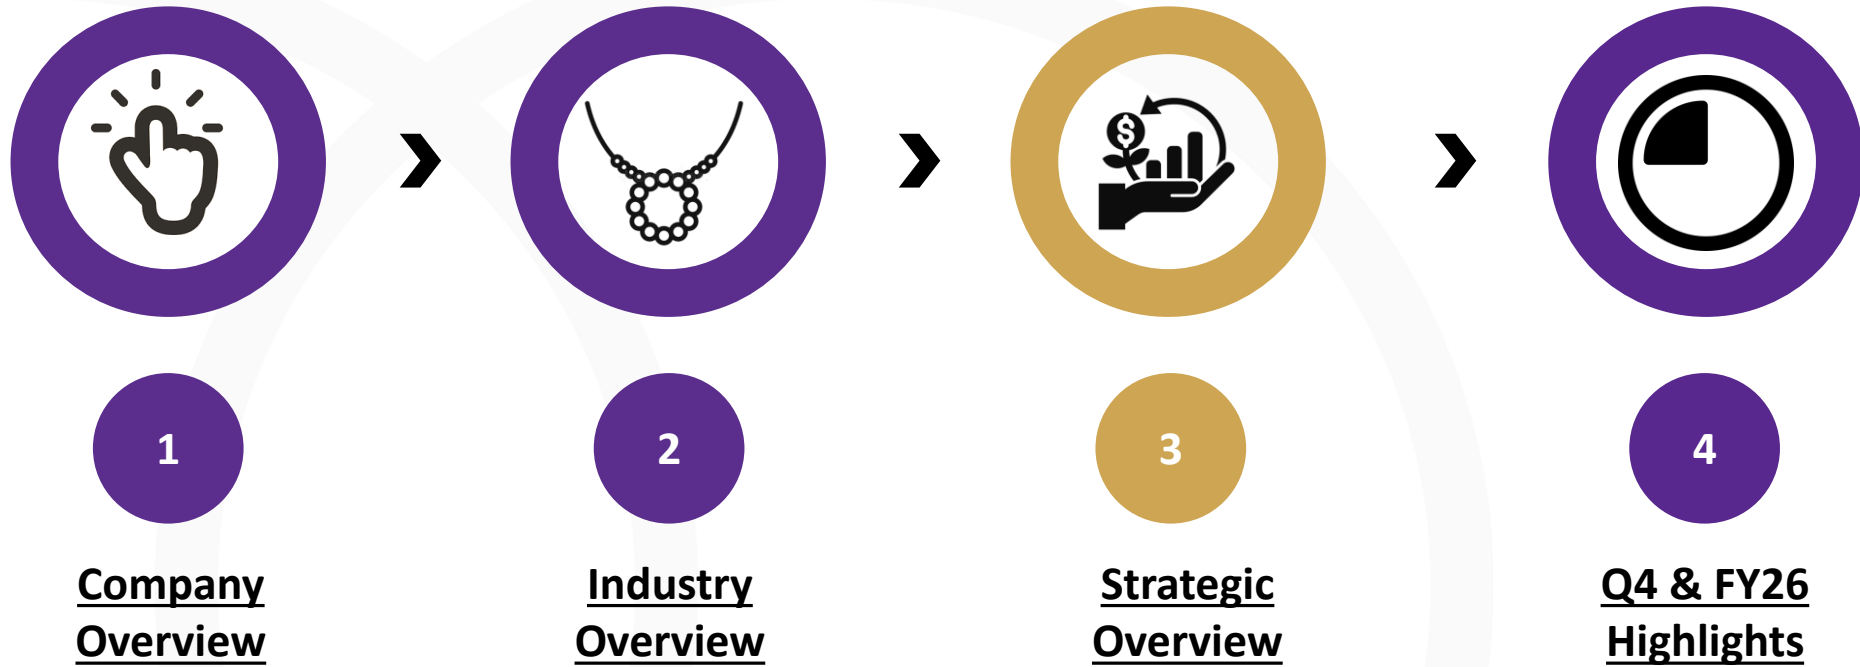 $
1
2
3
4
Company
Overview
Industry
Overview
Strategic
Overview
Q4 & FY26
Highlights